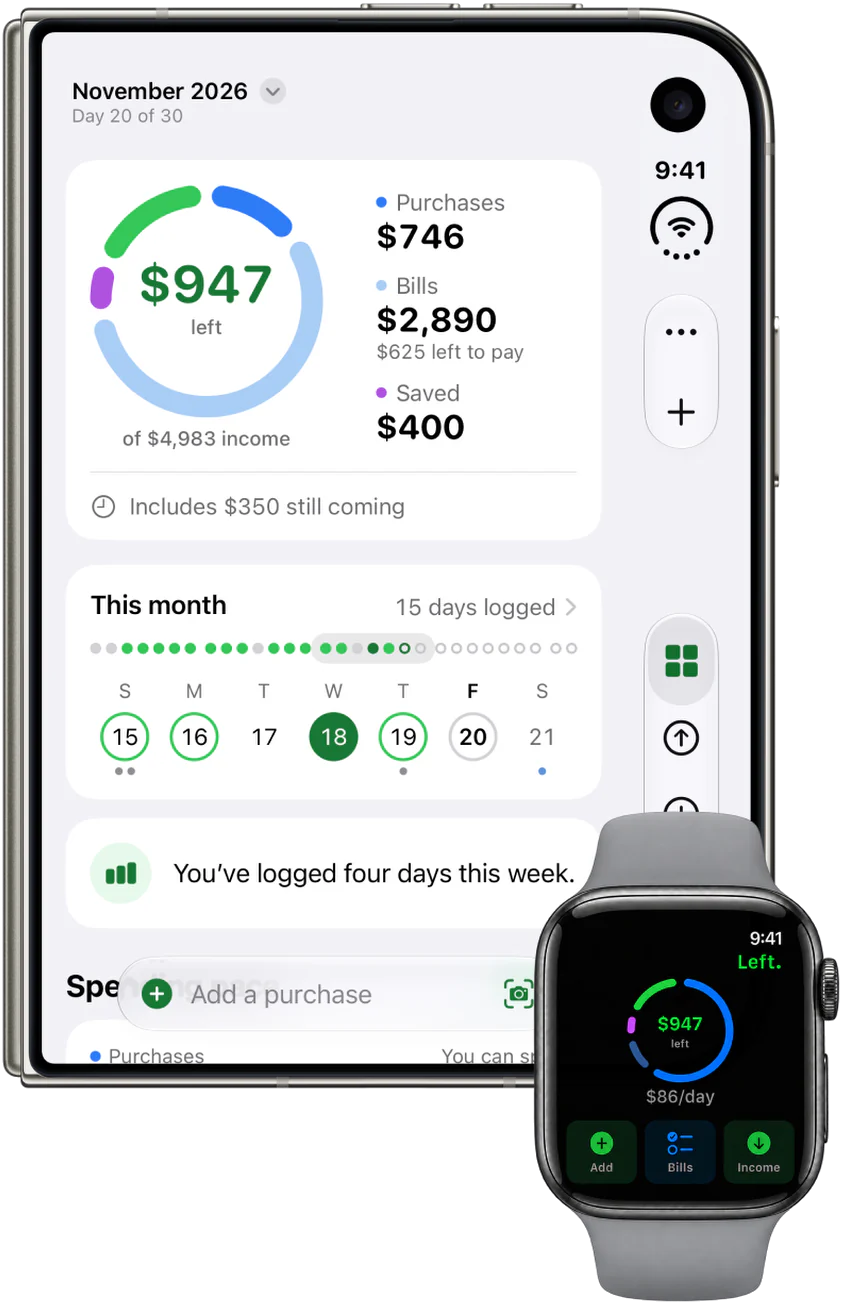 November 2026
Day 20 of 30
9:41
$947
left
of $4,983 income
Purchases
$746
Bills
$2,890
$625 left to pay
Saved
$400
Includes $350 still coming
This month
15 days logged
S M T W T F S
15 16 17 18 19 20 21
You’ve logged four days this week.
Add a purchase
Purchases
You can
9:41
Left.
$947
left
$86/day
Add
Bills
Income